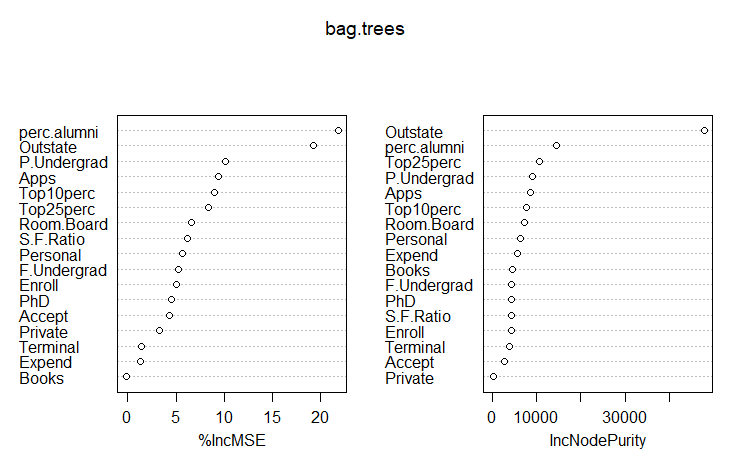 bag.trees
perc.alumni
Outstate
P.Undergrad
Apps
Top10perc
Top25perc
Room.Board
S.F.Ratio
Personal
F.Undergrad
Enroll
PhD
Accept
Private
Terminal
Expend
Books
0 5 10 15 20
%IncMSE
Outstate
perc.alumni
Top25perc
P.Undergrad
Apps
Top10perc
Room.Board
Personal
Expend
Books
F.Undergrad
PhD
S.F.Ratio
Enroll
Terminal
Accept
Private
0 10000 30000
IncNodePurity